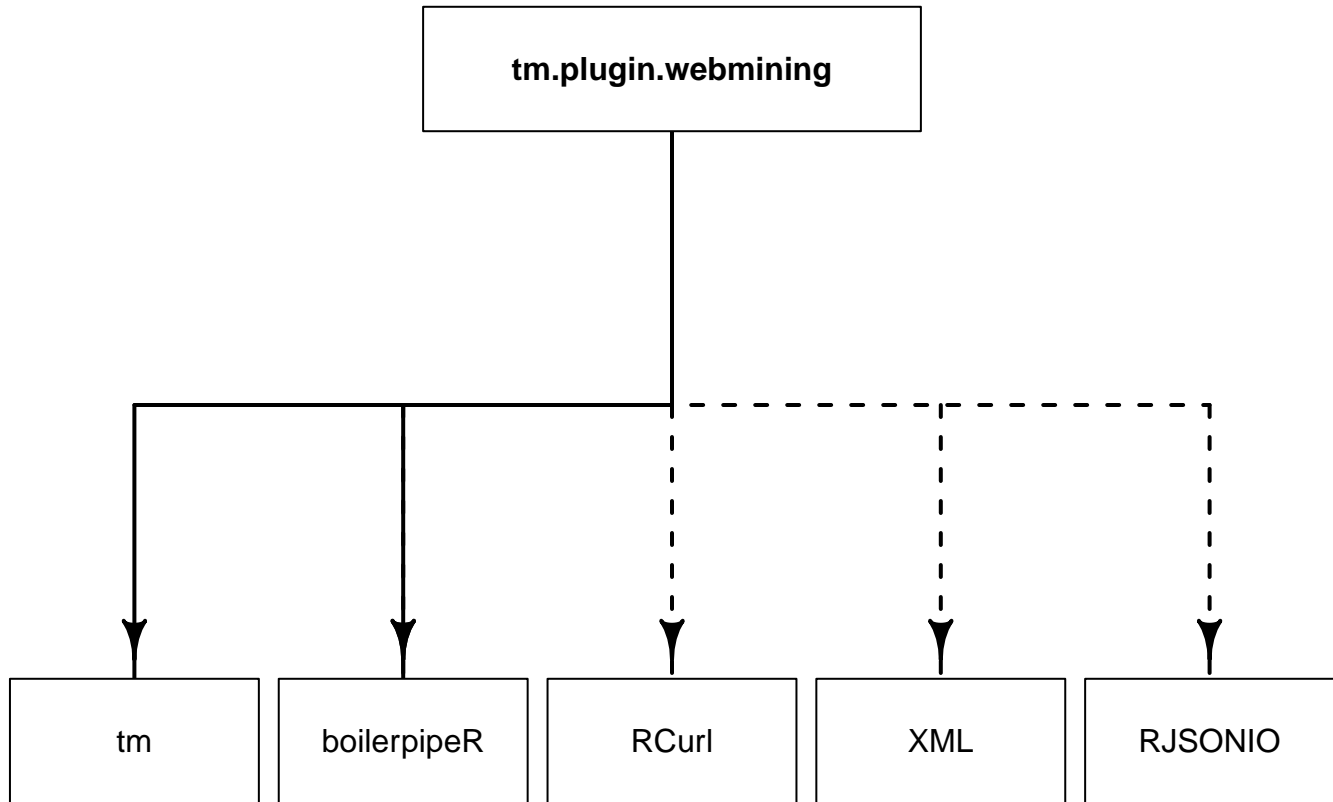 tm.plugin.webmining
tm
boilerpipeR
RCurl
XML
RJSONIO